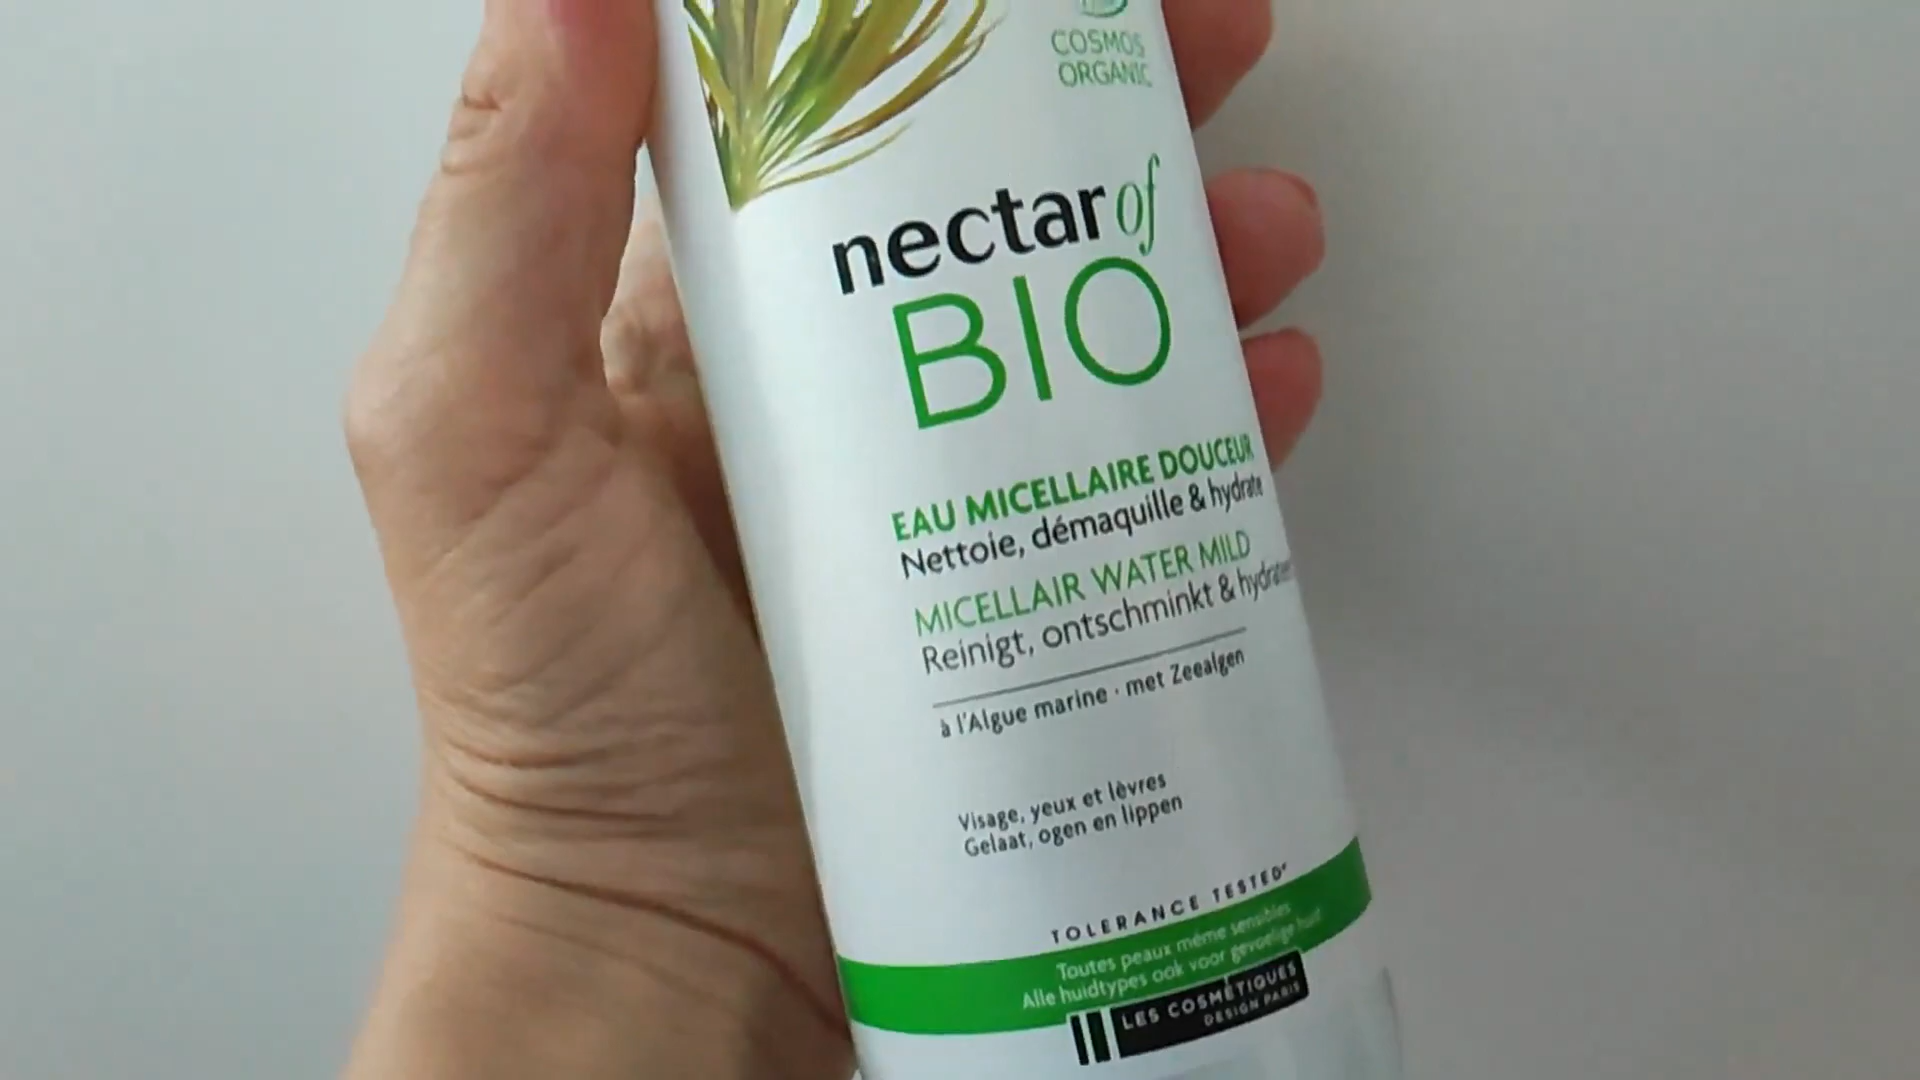 COSMOS
ORGANIC
nectar of
BIO
EAU MICELLAIRE DOUCEUR
Nettoie, démaquille & hydrate
MICELLAIR WATER MILD
Reinigt, ontschminkt &
à l'Algue marine · met Zeealgen
Visage, yeux et lèvres
Gelaat, ogen en lippen
TOLERANCE TESTED*
Toutes peaux même sensibles
Alle huidtypes ook voor gevoelige huid
LES COSMÉTIQUES
DESIGN PARIS